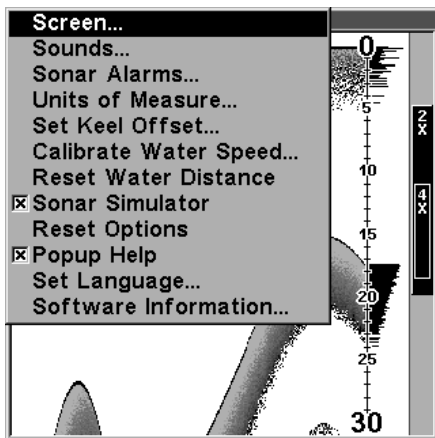 Screen...
Sounds...
Sonar Alarms...
Units of Measure...
Set Keel Offset...
Calibrate Water Speed...
Reset Water Distance
Sonar Simulator
Reset Options
Popup Help
Set Language...
Software Information...
0
5
10
15
20
25
30
2x
4x